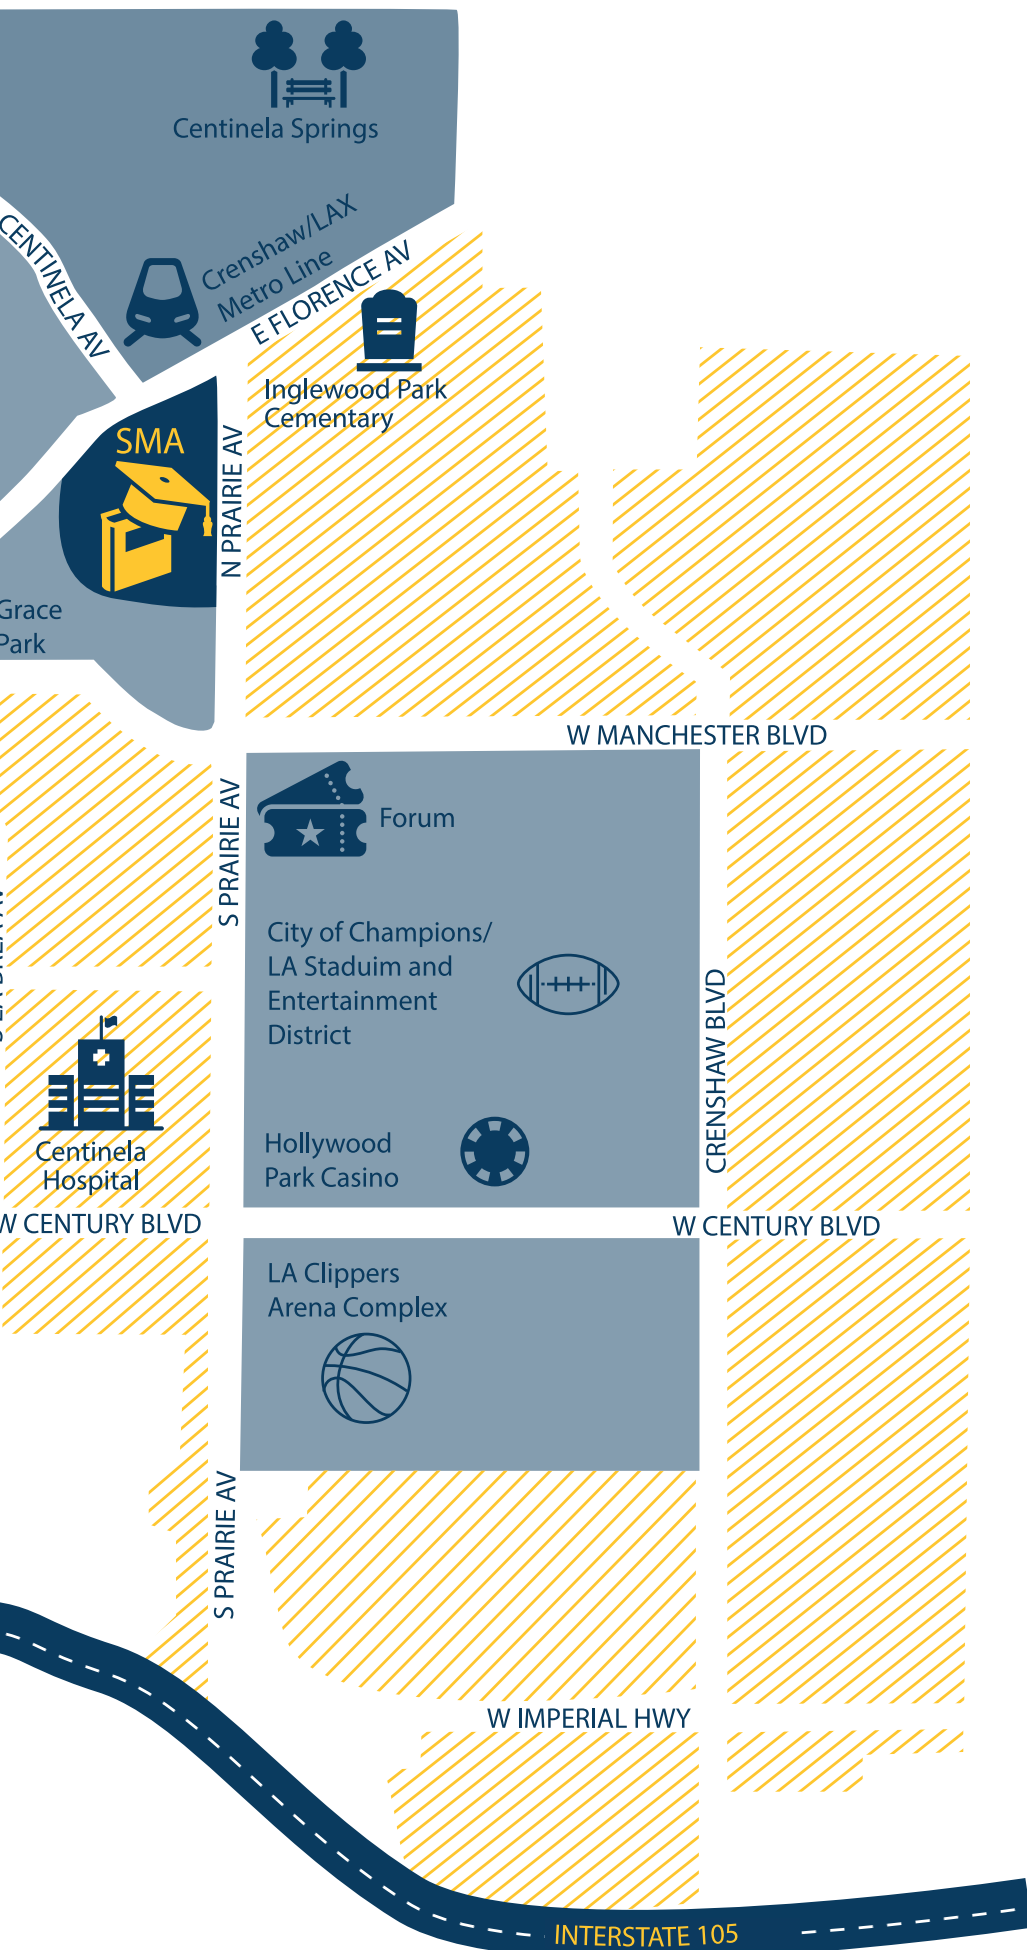 Centinela Springs
CENTINELA AV
Crenshaw/LAX
Metro Line
E FLORENCE AV
Inglewood Park
Cementary
SMA
N PRAIRIE AV
Grace
Park
W MANCHESTER BLVD
S PRAIRIE AV
Forum
City of Champions/
LA Staduim and
Entertainment
District
CRENSHAW BLVD
Hollywood
Park Casino
Centinela
Hospital
W CENTURY BLVD
W CENTURY BLVD
LA Clippers
Arena Complex
S PRAIRIE AV
W IMPERIAL HWY
INTERSTATE 105